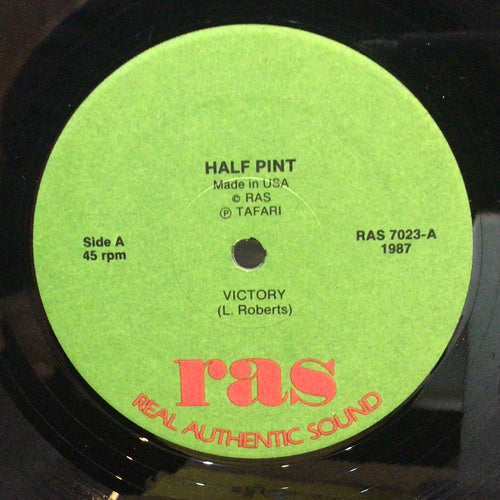 HALF PINT
Made in USA
© RAS
℗ TAFARI
Side A
45 rpm
RAS 7023-A
1987
VICTORY
(L. Roberts)
ras
REAL AUTHENTIC SOUND